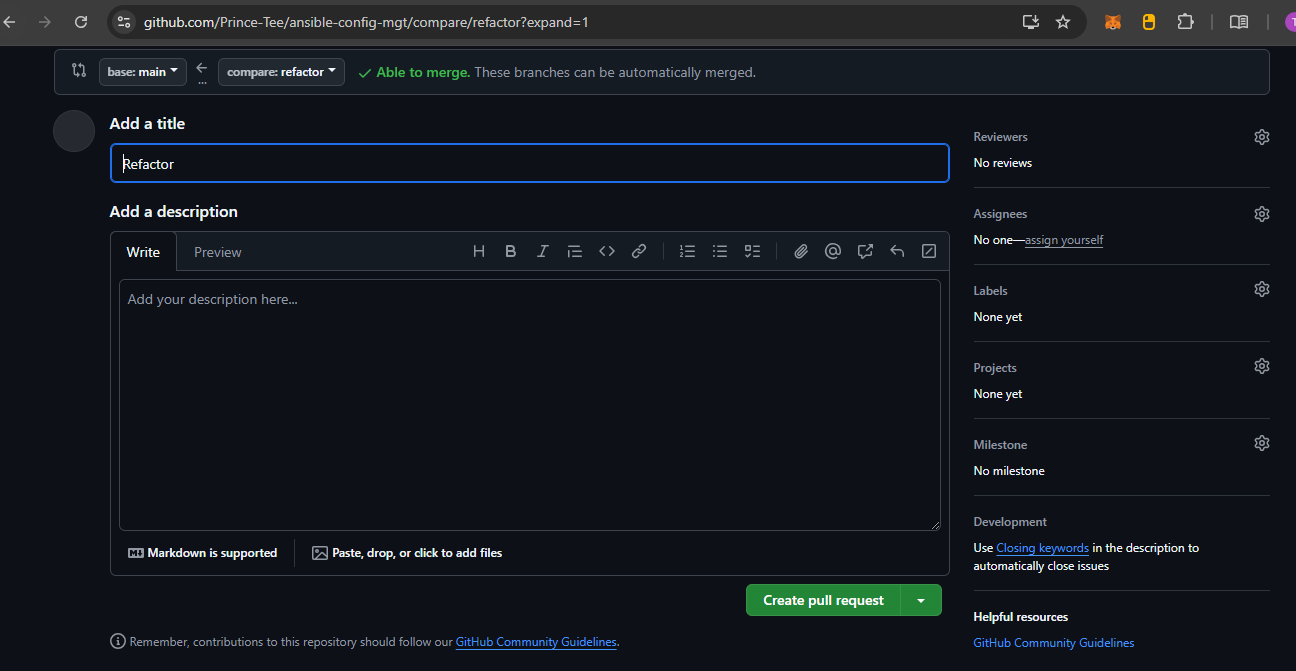 github.com/Prince-Tee/ansible-config-mgt/compare/refactor?expand=1
base: main
...
compare: refactor
Able to merge. These branches can be automatically merged.
Add a title
Refactor
Add a description
Write
Preview
H B I
Add your description here...
Markdown is supported
Paste, drop, or click to add files
Create pull request
Remember, contributions to this repository should follow our GitHub Community Guidelines.
Reviewers
No reviews
Assignees
No one—assign yourself
Labels
None yet
Projects
None yet
Milestone
No milestone
Development
Use Closing keywords in the description to
automatically close issues
Helpful resources
GitHub Community Guidelines